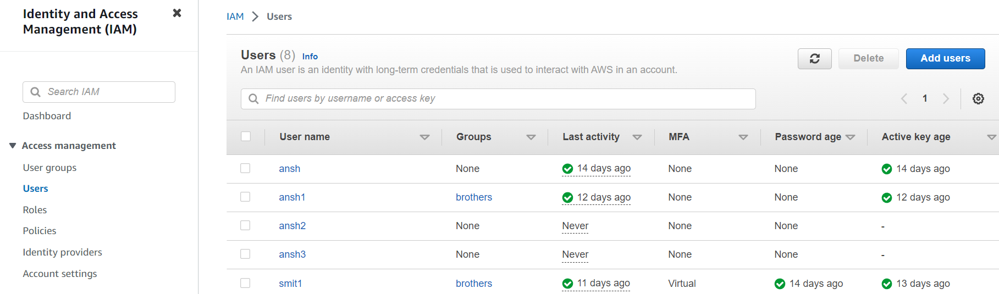 Identity and Access
Management (IAM)
Search IAM
Dashboard
Access management
User groups
Users
Roles
Policies
Identity providers
Account settings
IAM Users
Users (8) Info
An IAM user is an identity with long-term credentials that is used to interact with AWS in an account.
Delete
Add users
Find users by username or access key
1
User name Groups Last activity MFA Password age Active key age
ansh None 14 days ago None None 14 days ago
ansh1 brothers 12 days ago None None 12 days ago
ansh2 None Never None None -
ansh3 None Never None None -
smit1 brothers 11 days ago Virtual 14 days ago 13 days ago